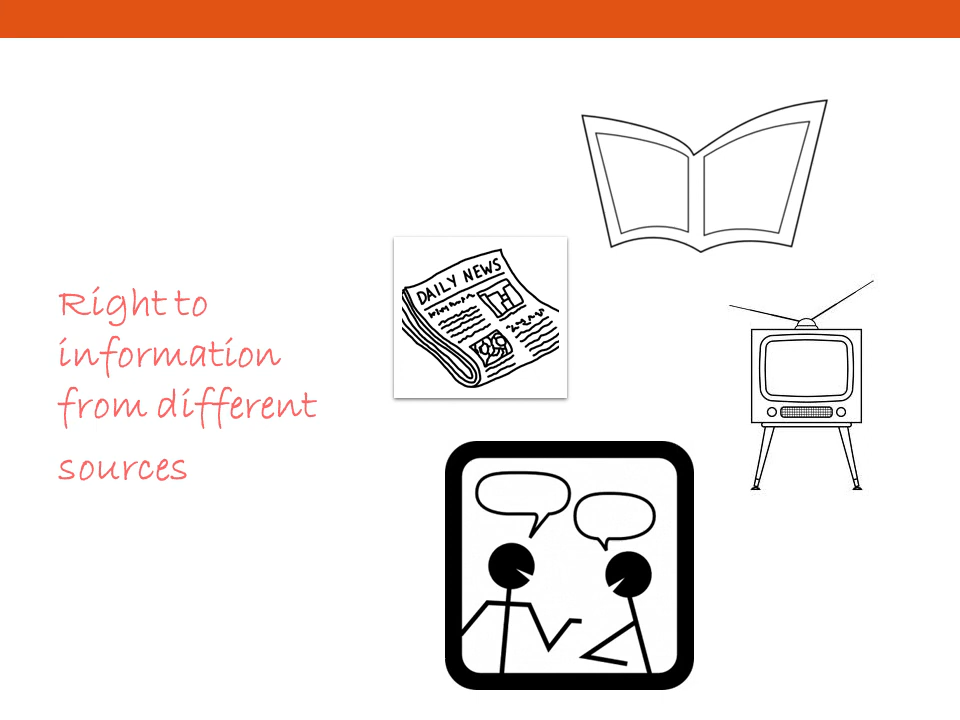 Right to
information
from different
sources
DAILY NEWS